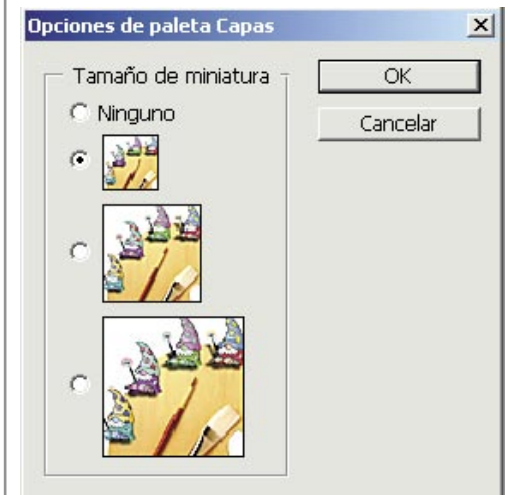 Opciones de paleta Capas
Tamaño de miniatura
Ninguno
OK
Cancelar